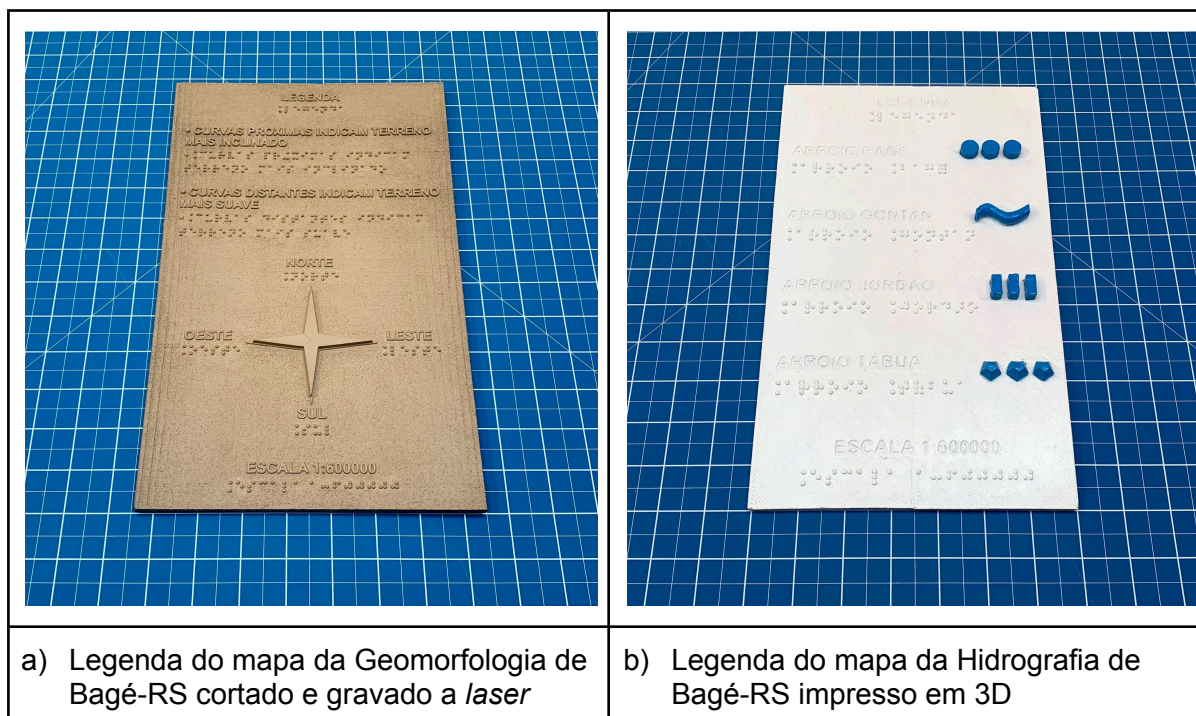 LEGENDA
• CURVAS PROXIMAS INDICAM TERRENO
MAIS INCLINADO
• CURVAS DISTANTES INDICAM TERRENO
MAIS SUAVE
NORTE
OESTE
LESTE
SUL
ESCALA 1:600000
a) Legenda do mapa da Geomorfologia de
Bagé-RS cortado e gravado a laser
LEGENDA
ARROIO BAGE
ARROIO GONTAN
ARROIO JORDAO
ARROIO TABUA
ESCALA 1:600000
b) Legenda do mapa da Hidrografia de
Bagé-RS impresso em 3D